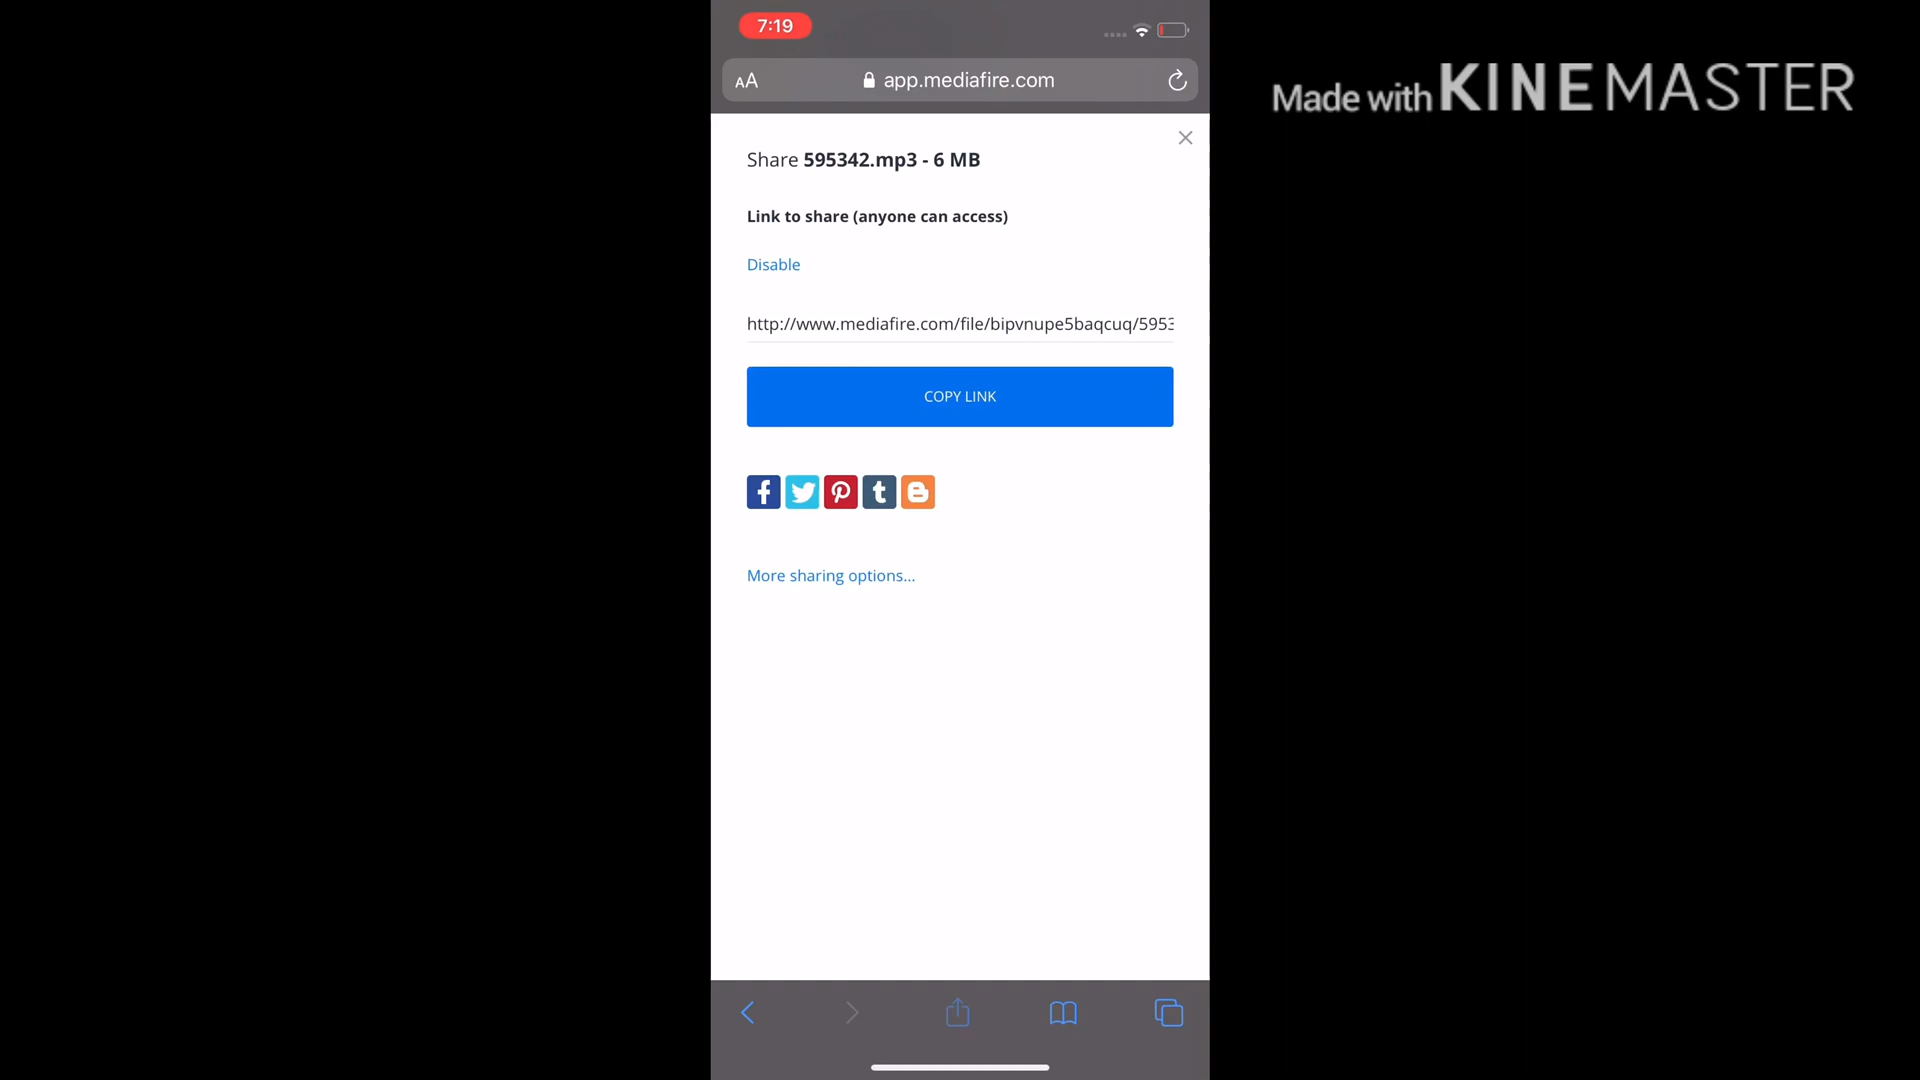 7:19
AA app.mediafire.com
Made with KINEMASTER
Share 595342.mp3 - 6 MB
Link to share (anyone can access)
Disable
http://www.mediafire.com/file/bipvnupe5baqcuq/5953
COPY LINK
More sharing options...